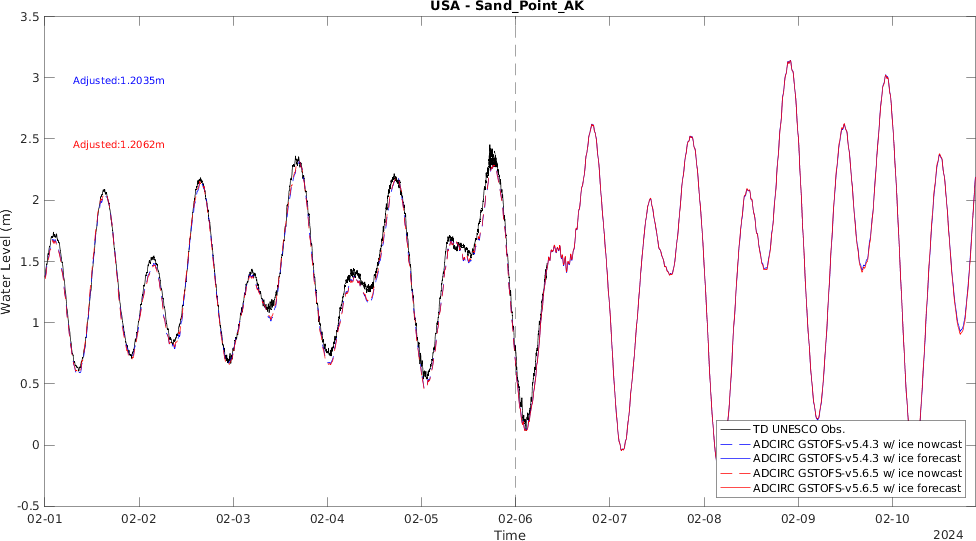 USA - Sand_Point_AK
3.5
3
2.5
2
1.5
1
0.5
0
-0.5
Water Level (m)
Adjusted:1.2035m
Adjusted:1.2062m
TD UNESCO Obs.
ADCIRC GSTOFS-v5.4.3 w/ ice nowcast
ADCIRC GSTOFS-v5.4.3 w/ ice forecast
ADCIRC GSTOFS-v5.6.5 w/ ice nowcast
ADCIRC GSTOFS-v5.6.5 w/ ice forecast
02-01 02-02 02-03 02-04 02-05 02-06 02-07 02-08 02-09 02-10
Time
2024